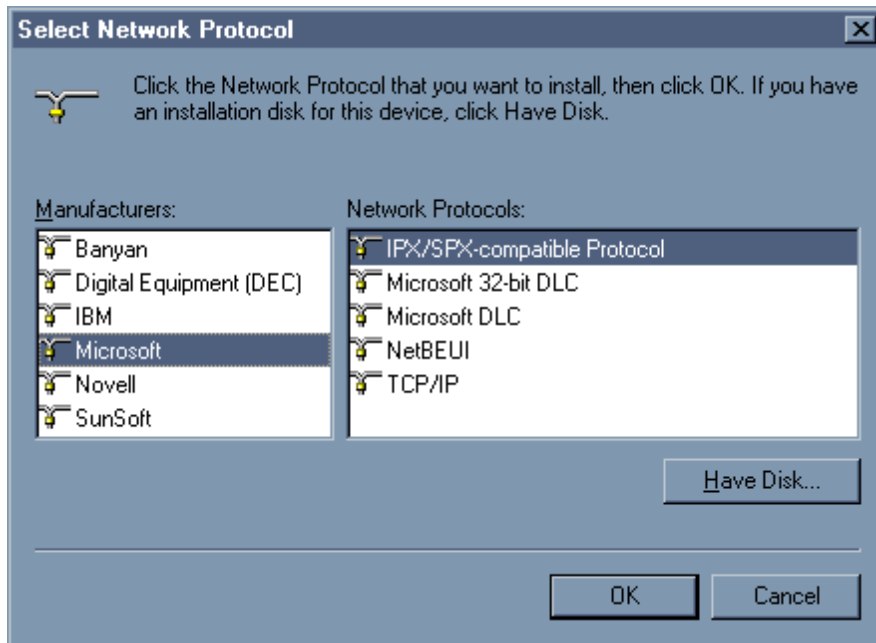 Select Network Protocol
Click the Network Protocol that you want to install, then click OK. If you have
an installation disk for this device, click Have Disk.
Manufacturers:
Banyan
Digital Equipment (DEC)
IBM
Microsoft
Novell
SunSoft
Network Protocols:
IPX/SPX-compatible Protocol
Microsoft 32-bit DLC
Microsoft DLC
NetBEUI
TCP/IP
Have Disk...
OK
Cancel